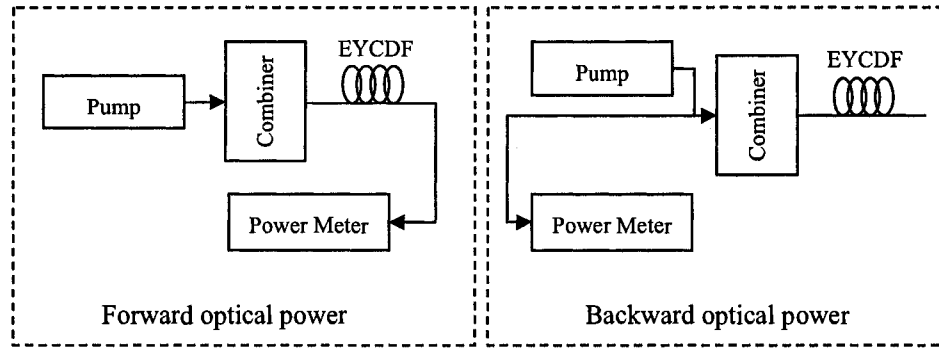 EYCDF
Pump
Combiner
Power Meter
Forward optical power
EYCDF
Pump
Combiner
Power Meter
Backward optical power